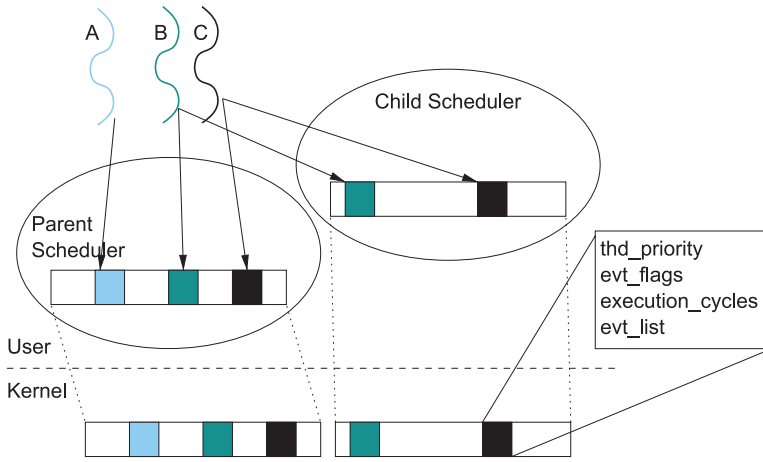 A
B
C
Child Scheduler
Parent
Scheduler
thd_priority
evt_flags
execution_cycles
evt_list
User
Kernel